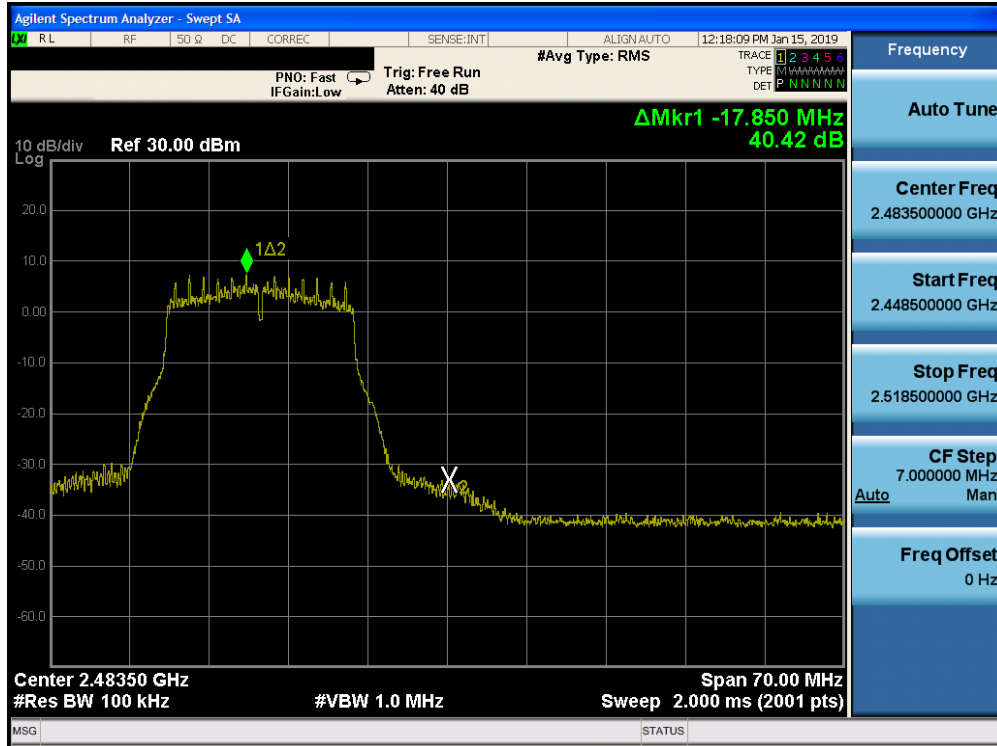 Agilent Spectrum Analyzer - Swept SA
LXI RL RF 50 Ω DC CORREC SENSE:INT ALIGN AUTO 12:18:09 PM Jan 15, 2019
#Avg Type: RMS TRACE 1 2 3 4 5 6
PNO: Fast Trig: Free Run TYPE M WWWWW
IFGain:Low Atten: 40 dB DET P N N N N N
ΔMkr1 -17.850 MHz
40.42 dB
10 dB/div Ref 30.00 dBm
Log
20.0
10.0
0.00
-10.0
-20.0
-30.0
-40.0
-50.0
-60.0
1Δ2
X2
Center 2.48350 GHz Span 70.00 MHz
#Res BW 100 kHz #VBW 1.0 MHz Sweep 2.000 ms (2001 pts)
MSG STATUS
Frequency
Auto Tune
Center Freq
2.483500000 GHz
Start Freq
2.448500000 GHz
Stop Freq
2.518500000 GHz
CF Step
7.000000 MHz
Auto Man
Freq Offset
0 Hz